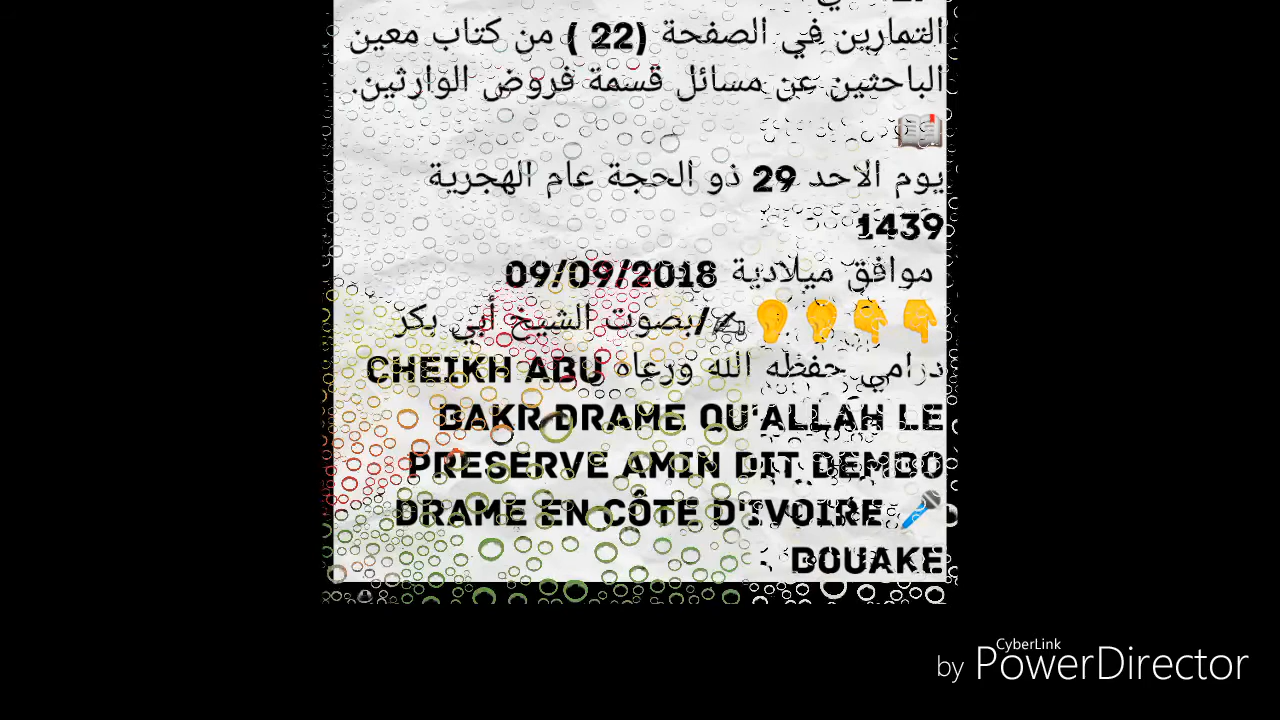 التمارين في الصفحة (22 ) من كتاب معين
الباحثين عن مسائل قسمة فروض الوارثين.
📖
يوم الاحد 29 ذو الحجة عام الهجرية
1439
موافق ميلادية 09/09/2018
👇👇👂👂✍/بصوت الشيخ أبي بكر
درامي حفظه الله ورعاه CHEIKH ABU
BAKR DRAME QU'ALLAH LE
PRESERVE AMIN DIT DEMBO
DRAME EN CÔTE D'IVOIRE 🎤
DOUAKE
by CyberLink PowerDirector